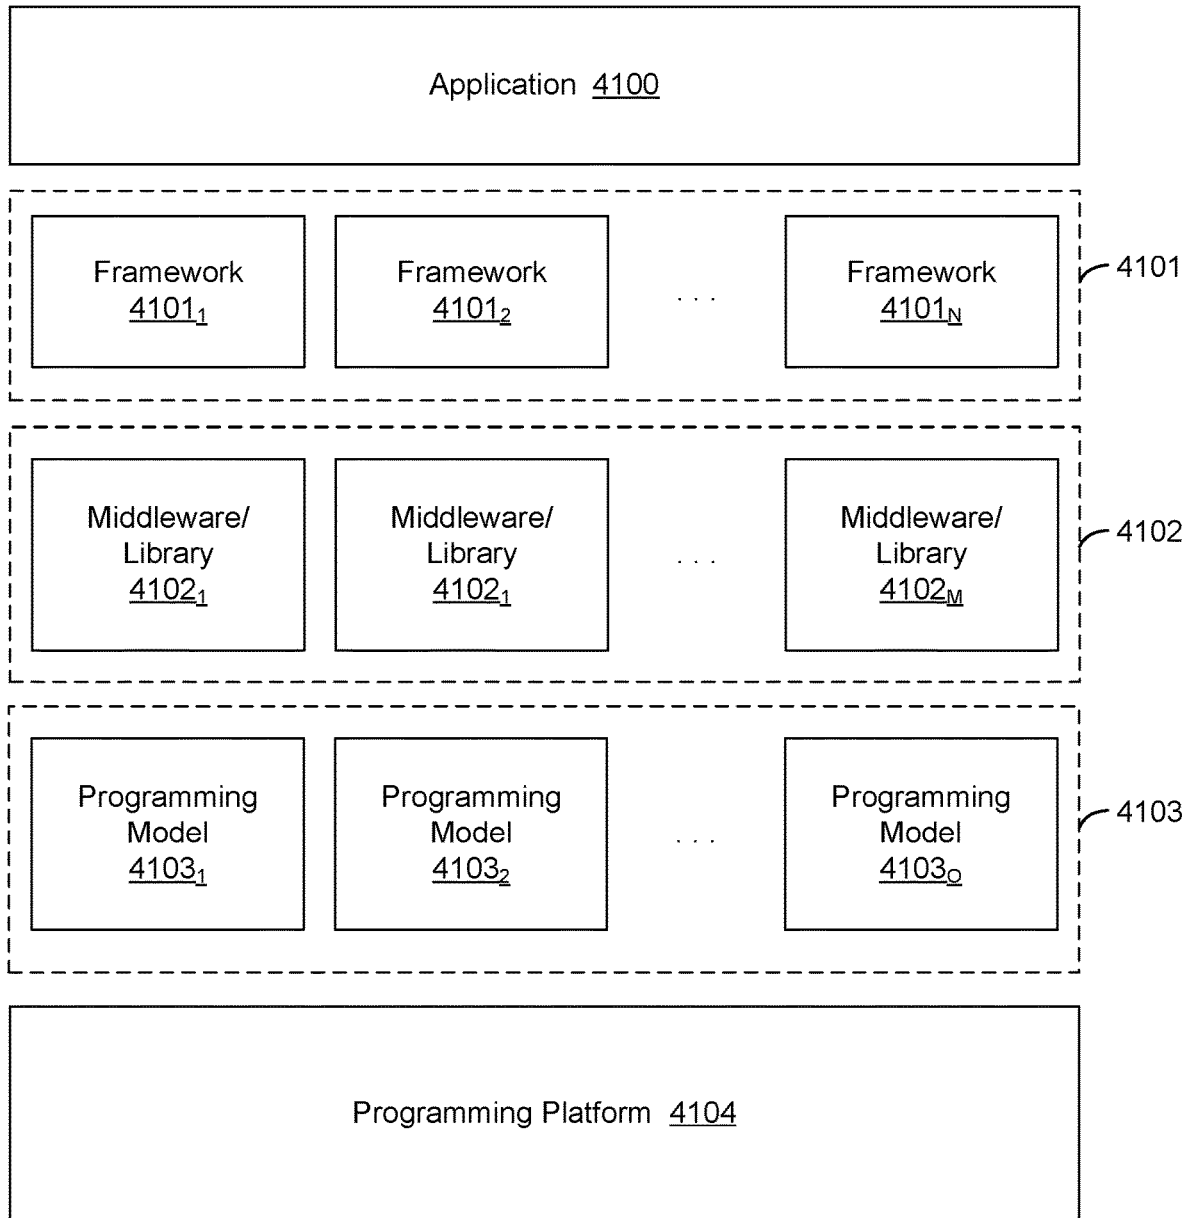 Application 4100
Framework
4101₁
Framework
4101₂
. . .
Framework
4101N
4101
Middleware/
Library
4102₁
Middleware/
Library
4102₁
. . .
Middleware/
Library
4102M
4102
Programming
Model
4103₁
Programming
Model
4103₂
. . .
Programming
Model
4103O
4103
Programming Platform 4104